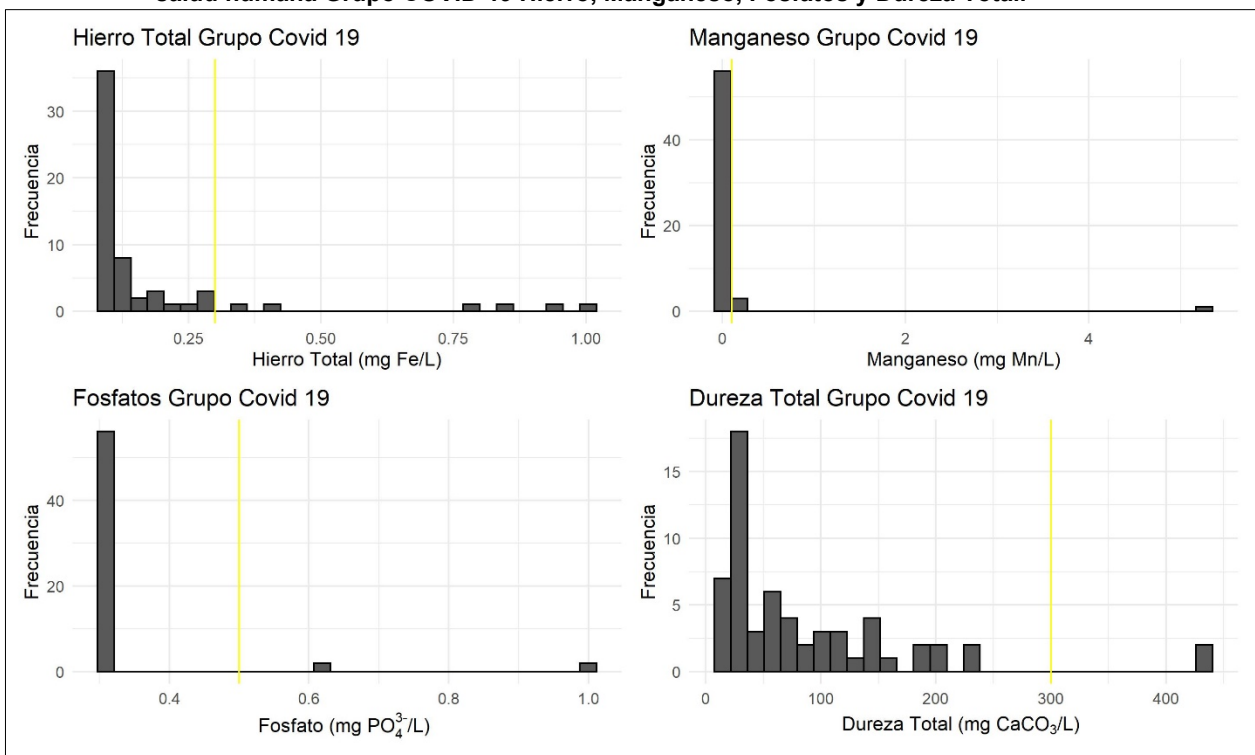 Hierro Total Grupo Covid 19
Frecuencia
30
20
10
0
0.25
0.50
0.75
1.00
Hierro Total (mg Fe/L)
Manganeso Grupo Covid 19
Frecuencia
40
20
0
0
2
4
Manganeso (mg Mn/L)
Fosfatos Grupo Covid 19
Frecuencia
40
20
0
0.4
0.6
0.8
1.0
Fosfato (mg PO₄³⁻/L)
Dureza Total Grupo Covid 19
Frecuencia
15
10
5
0
0
100
200
300
400
Dureza Total (mg CaCO₃/L)